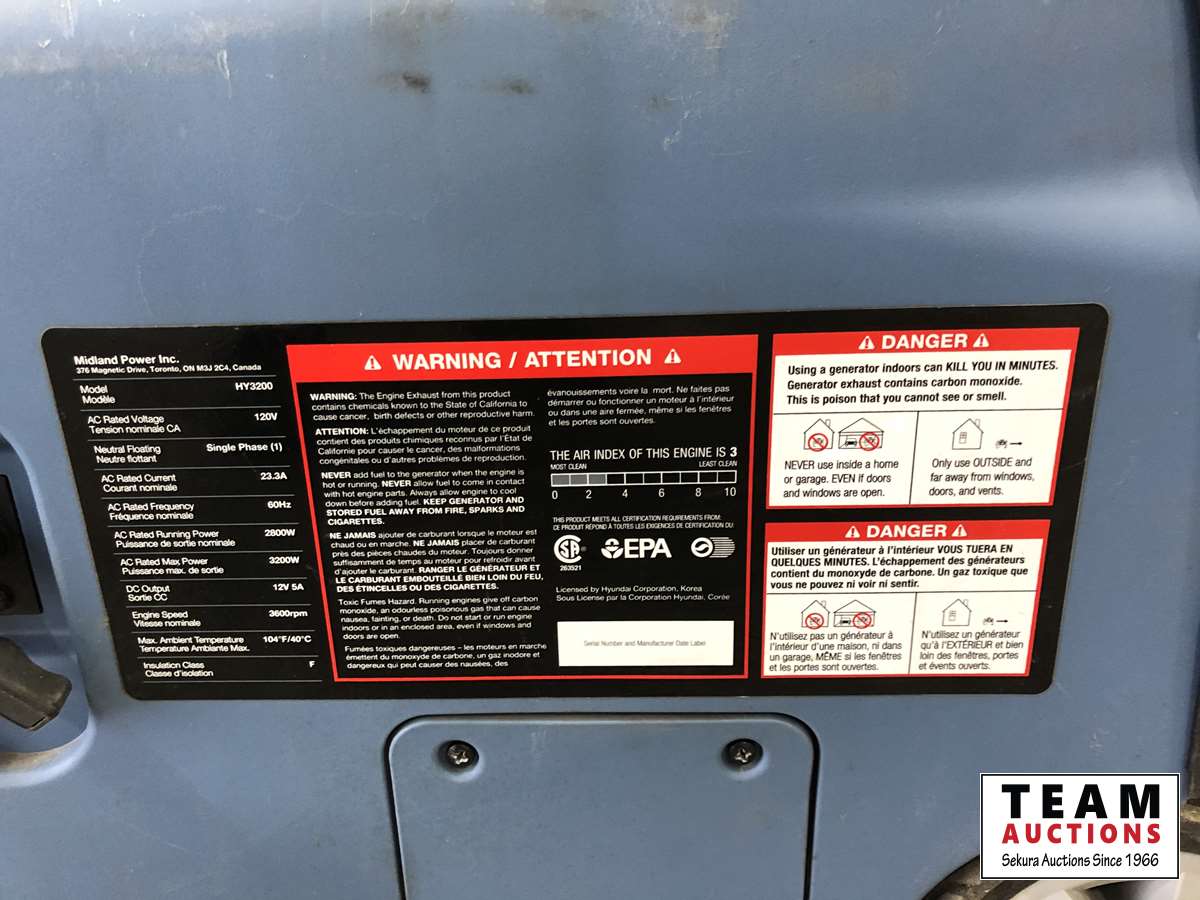 Midland Power Inc.
376 Magnetic Drive, Toronto, ON M3J 2C4, Canada
Model HY3200
Modèle
AC Rated Voltage 120V
Tension nominale CA
Neutral Floating Single Phase (1)
Neutre flottant
AC Rated Current 23.3A
Courant nominale
AC Rated Frequency 60Hz
Fréquence nominale
AC Rated Running Power 2800W
Puissance de sortie nominale
AC Rated Max Power 3200W
Puissance max. de sortie
DC Output 12V 5A
Sortie CC
Engine Speed 3600rpm
Vitesse nominale
Max. Ambient Temperature 104°F/40°C
Température Ambiante Max.
Insulation Class F
Classe d'isolation
WARNING / ATTENTION
WARNING: The Engine Exhaust from this product
contains chemicals known to the State of California to
cause cancer, birth defects or other reproductive harm.
ATTENTION: L'échappement du moteur de ce produit
contient des produits chimiques reconnus par l'État de
Californie pour causer le cancer, des malformations
congénitales ou d'autres problèmes de reproduction.
NEVER add fuel to the generator when the engine is
hot or running. NEVER allow fuel to come in contact
with hot engine parts. Always allow engine to cool
down before adding fuel. KEEP GENERATOR AND
STORED FUEL AWAY FROM FIRE, SPARKS AND
CIGARETTES.
NE JAMAIS ajouter de carburant lorsque le moteur est
chaud ou en marche. NE JAMAIS placer de carburant
près des pièces chaudes du moteur. Toujours donner
suffisamment de temps au moteur pour refroidir avant
d'ajouter le carburant. RANGER LE GÉNÉRATEUR ET
LE CARBURANT EMBOUTEILLÉ BIEN LOIN DU FEU,
DES ÉTINCELLES OU DES CIGARETTES.
Toxic Fumes Hazard. Running engines give off carbon
monoxide, an odourless poisonous gas that can cause
nausea, fainting, or death. Do not start or run engine
indoors or in an enclosed area, even if windows and
doors are open.
Fumées toxiques dangereuses – les moteurs en marche
émettent du monoxyde de carbone, un gaz inodore et
dangereux qui peut causer des nausées, des
évanouissements voire la mort. Ne faites pas
démarrer ou fonctionner un moteur à l'intérieur
ou dans une aire fermée, même si les fenêtres
et les portes sont ouvertes.
THE AIR INDEX OF THIS ENGINE IS 3
MOST CLEAN LEAST CLEAN
0 2 4 6 8 10
THIS PRODUCT MEETS ALL CERTIFICATION REQUIREMENTS FROM:
CE PRODUIT RÉPOND À TOUTES LES EXIGENCES DE CERTIFICATION DU:
EPA
263921
Licensed by Hyundai Corporation, Korea
Sous License par la Corporation Hyundai, Corée
Serial Number and Manufacturer Date Label
DANGER
Using a generator indoors can KILL YOU IN MINUTES.
Generator exhaust contains carbon monoxide.
This is poison that you cannot see or smell.
NEVER use inside a home
or garage. EVEN If doors
and windows are open.
Only use OUTSIDE and
far away from windows,
doors, and vents.
DANGER
Utiliser un générateur à l'intérieur VOUS TUERA EN
QUELQUES MINUTES. L'échappement des générateurs
contient du monoxyde de carbone. Un gaz toxique que
vous ne pouvez ni voir ni sentir.
N'utilisez pas un générateur à
l'intérieur d'une maison, ni dans
un garage, MÊME si les fenêtres
et les portes sont ouvertes.
N'utilisez un générateur
qu'à l'EXTÉRIEUR et bien
loin des fenêtres, portes
et évents ouverts.
TEAM
AUCTIONS
Sekura Auctions Since 1966